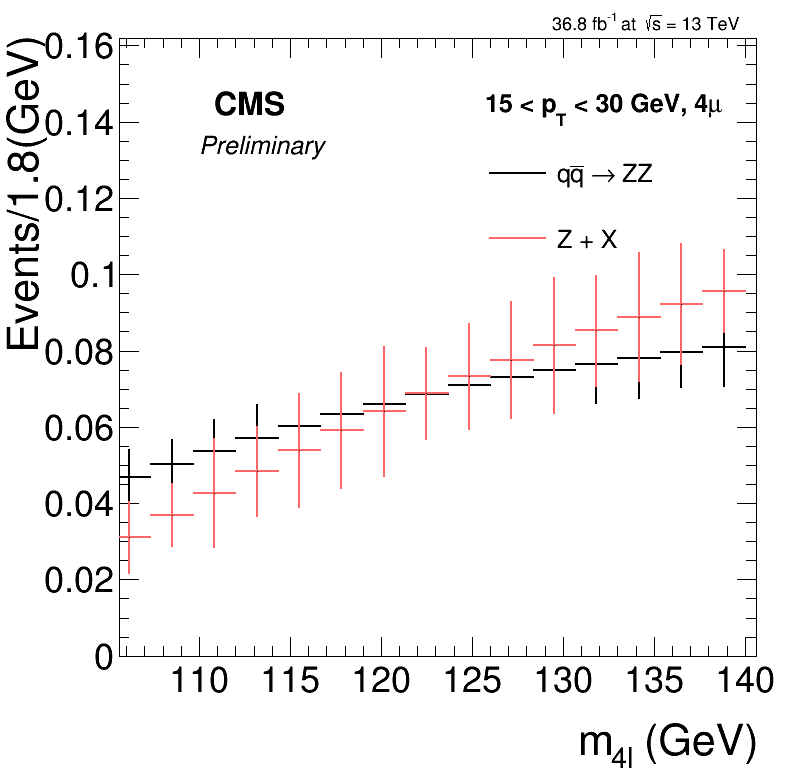 36.8 fb⁻¹ at √s = 13 TeV
Events/1.8(GeV)
CMS
Preliminary
15 < p_T < 30 GeV, 4μ
qq̅ → ZZ
Z + X
0.16
0.14
0.12
0.1
0.08
0.06
0.04
0.02
0
110 115 120 125 130 135 140
m_4l (GeV)